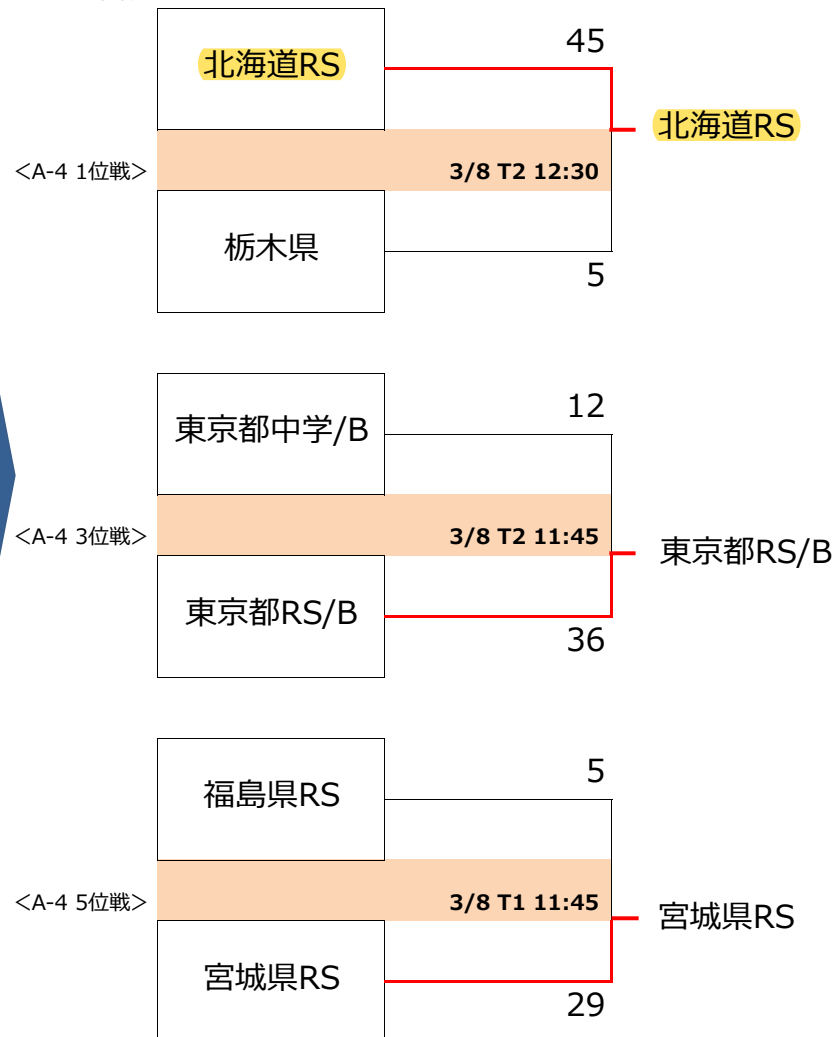 45
北海道RS
北海道RS
<A-4 1位戦>
3/8 T2 12:30
栃木県
5
12
東京都中学/B
<A-4 3位戦>
3/8 T2 11:45
東京都RS/B
東京都RS/B
36
5
福島県RS
<A-4 5位戦>
3/8 T1 11:45
宮城県RS
宮城県RS
29